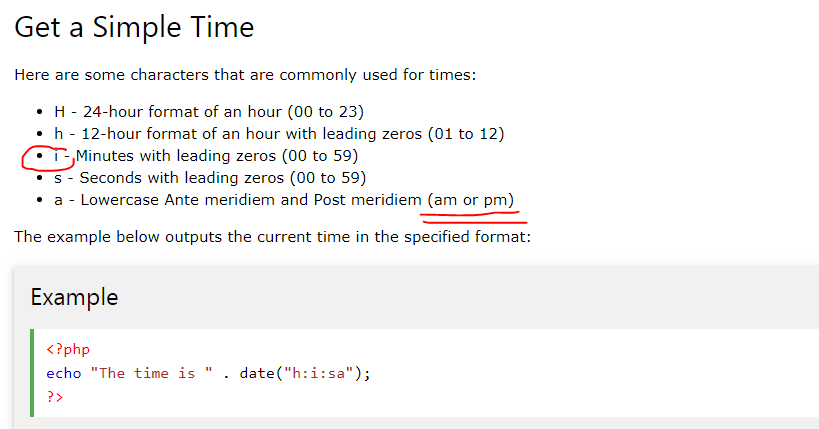 Get a Simple Time
Here are some characters that are commonly used for times:
• H - 24-hour format of an hour (00 to 23)
• h - 12-hour format of an hour with leading zeros (01 to 12)
• i - Minutes with leading zeros (00 to 59)
• s - Seconds with leading zeros (00 to 59)
• a - Lowercase Ante meridiem and Post meridiem (am or pm)
The example below outputs the current time in the specified format:
Example
<?php
echo "The time is " . date("h:i:sa");
?>